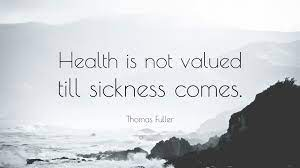 Health is not valued
till sickness comes.
Thomas Fuller